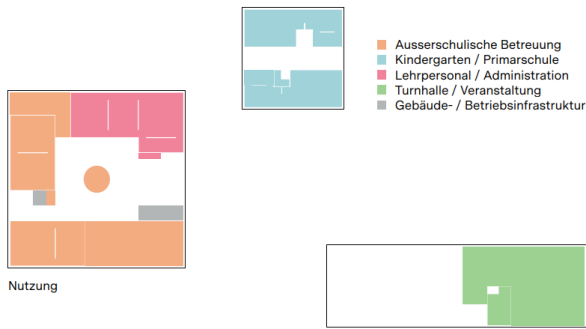 Ausserschulische Betreuung
Kindergarten / Primarschule
Lehrpersonal / Administration
Turnhalle / Veranstaltung
Gebäude- / Betriebsinfrastruktur
Nutzung